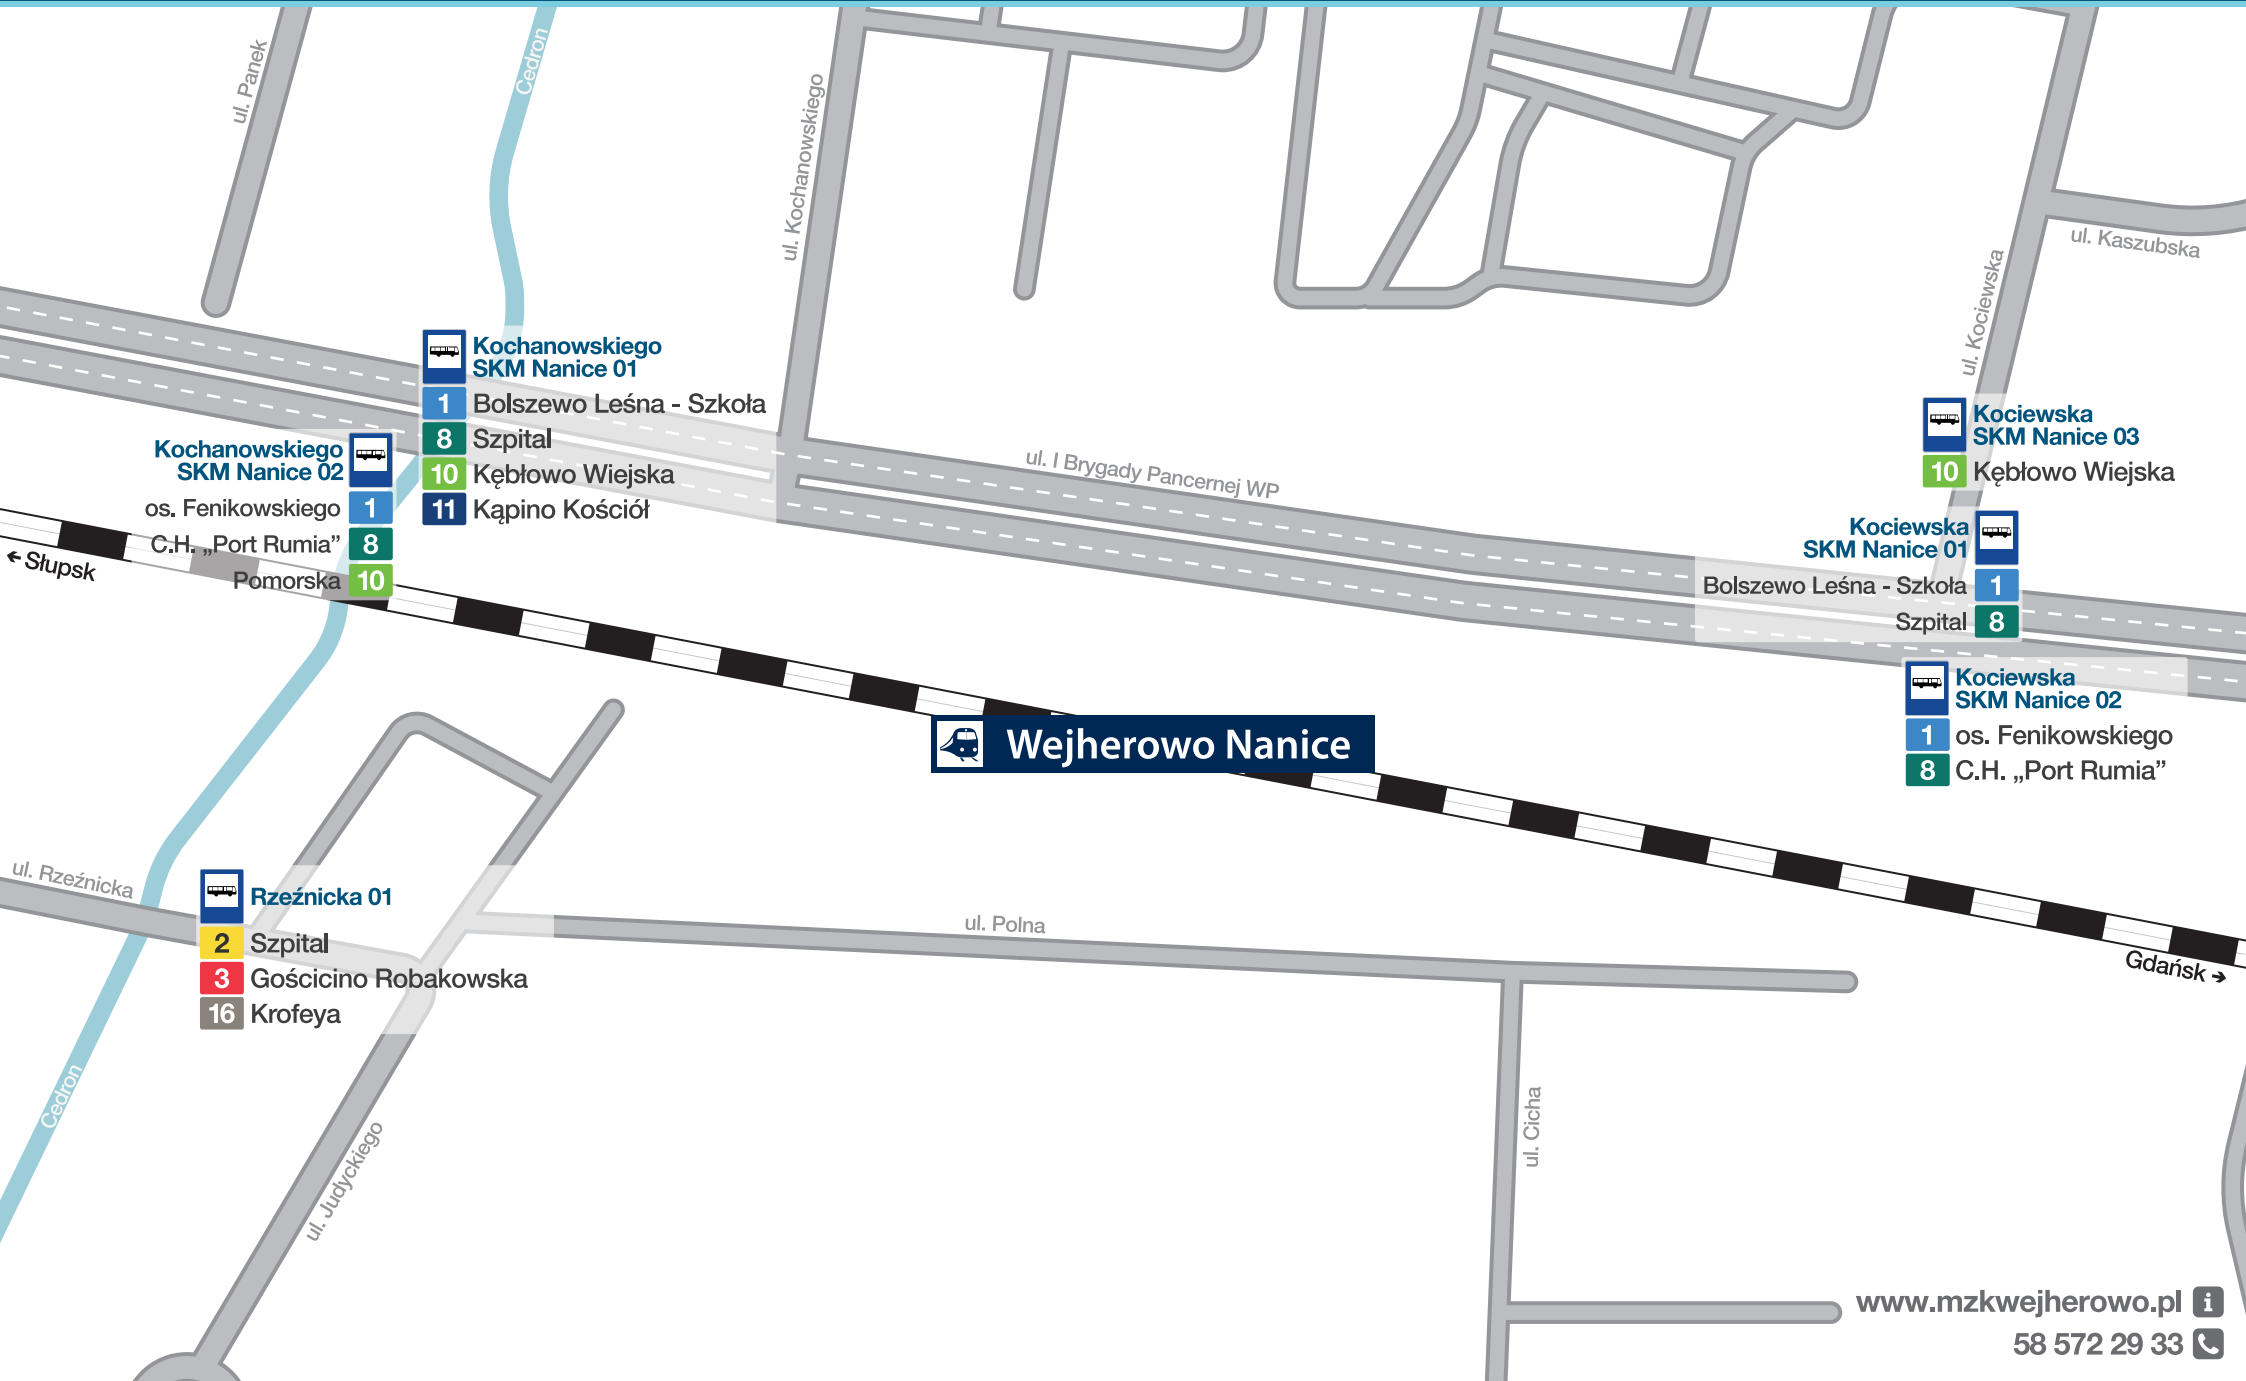 ul. Panek
Cedron
ul. Kochanowskiego
ul. Kaszubska
ul. Kociewska
Kochanowskiego
SKM Nanice 01
1 Bolszewo Leśna - Szkoła
8 Szpital
10 Kębłowo Wiejska
11 Kąpino Kościół
Kochanowskiego
SKM Nanice 02
os. Fenikowskiego 1
C.H. „Port Rumia” 8
Pomorska 10
← Słupsk
ul. I Brygady Pancernej WP
Kociewska
SKM Nanice 03
10 Kębłowo Wiejska
Kociewska
SKM Nanice 01
Bolszewo Leśna - Szkoła 1
Szpital 8
Kociewska
SKM Nanice 02
1 os. Fenikowskiego
8 C.H. „Port Rumia”
Wejherowo Nanice
ul. Rzeźnicka
Rzeźnicka 01
2 Szpital
3 Gościcino Robakowska
16 Krofeya
ul. Polna
Gdańsk →
Cedron
ul. Judyckiego
ul. Cicha
www.mzkwejherowo.pl i
58 572 29 33